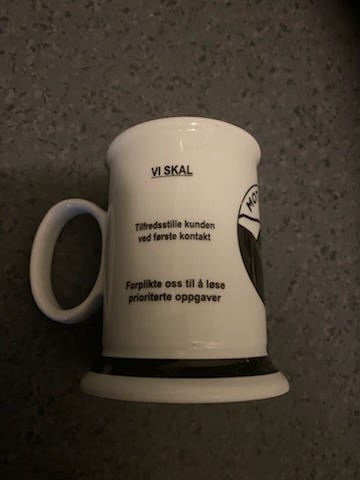 VI SKAL
Tilfredsstille kunden
ved første kontakt
Forplikte oss til å løse
prioriterte oppgaver